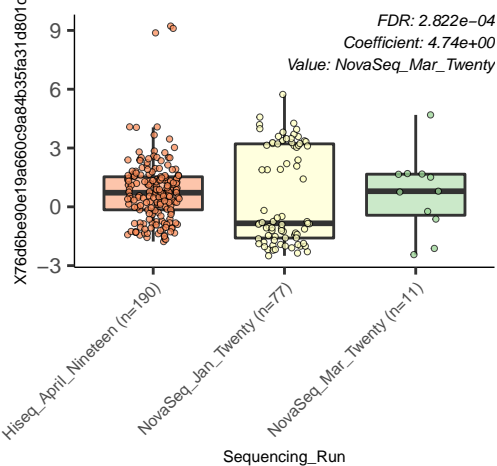 FDR: 2.822e−04
Coefficient: 4.74e+00
Value: NovaSeq_Mar_Twenty
X76d6be90e19a660c9a84b35fa31d801c
9
6
3
0
−3
Hiseq_April_Nineteen (n=190)
NovaSeq_Jan_Twenty (n=77)
NovaSeq_Mar_Twenty (n=11)
Sequencing_Run